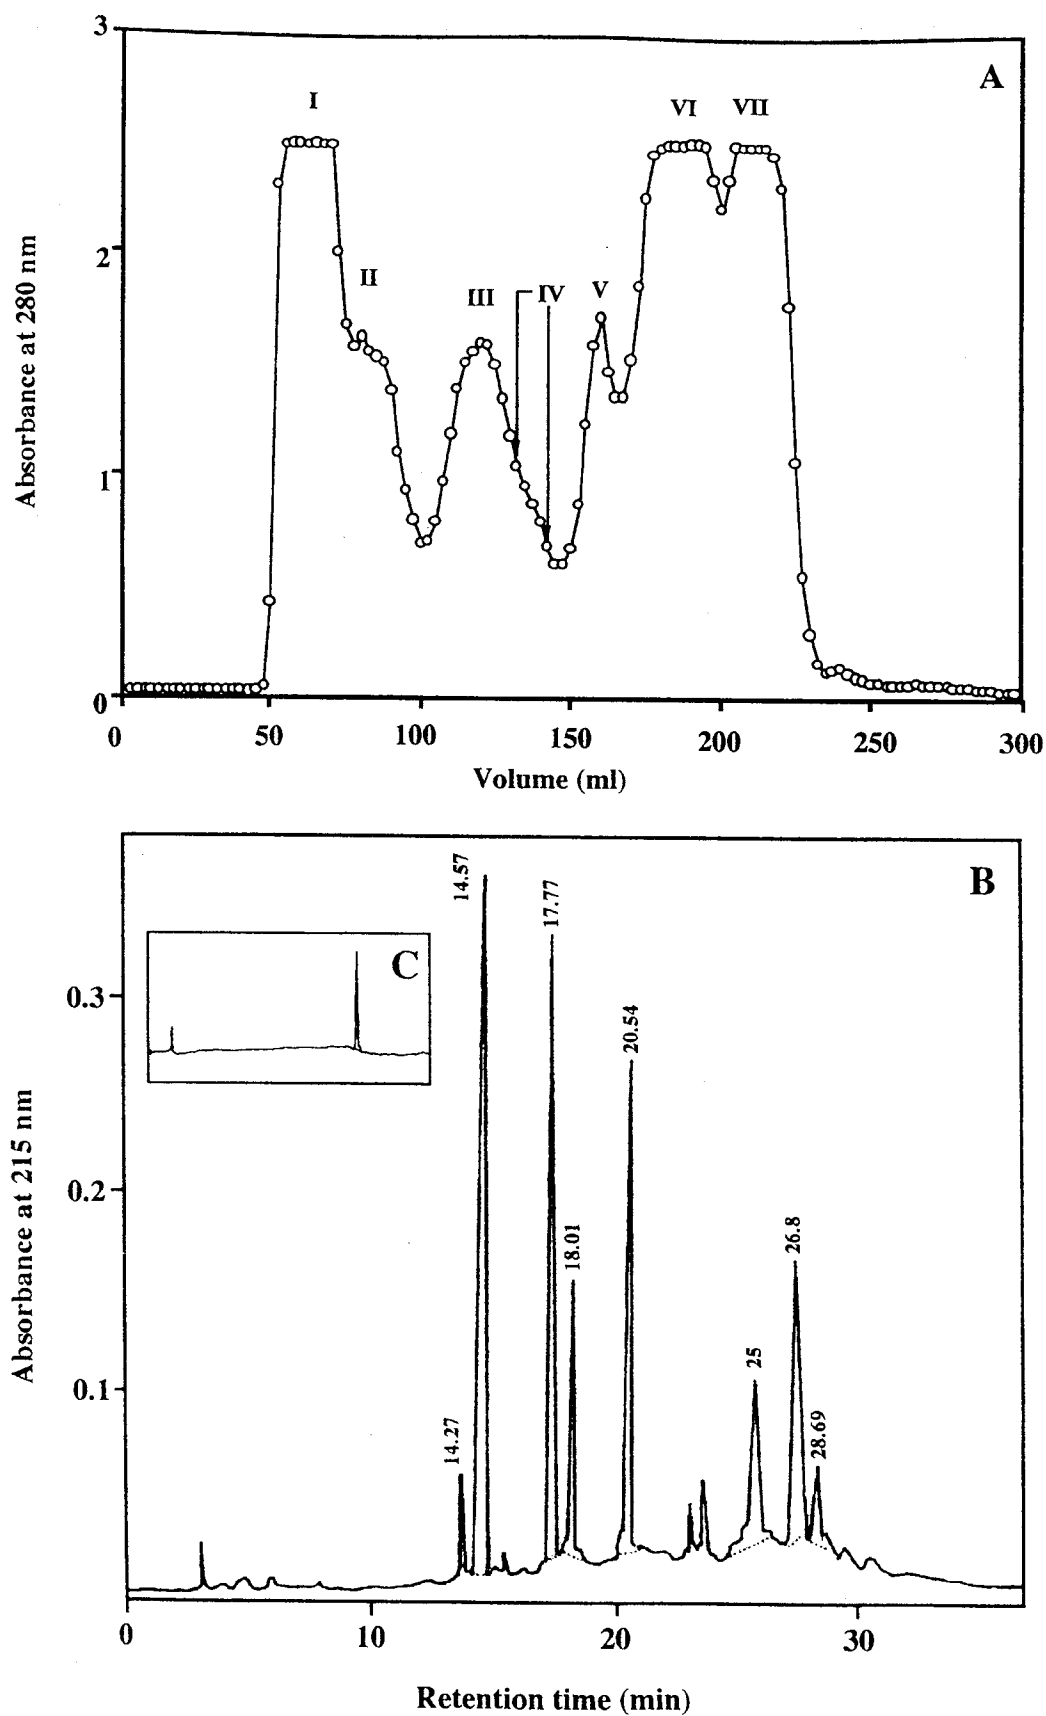 3
A
I
VI VII
2
II
III
IV
V
1
0
0 50 100 150 200 250 300
Volume (ml)
Absorbance at 280 nm
B
14.57
17.77
C
0.3
20.54
0.2
18.01
26.8
25
0.1
14.27
28.69
0 10 20 30
Retention time (min)
Absorbance at 215 nm